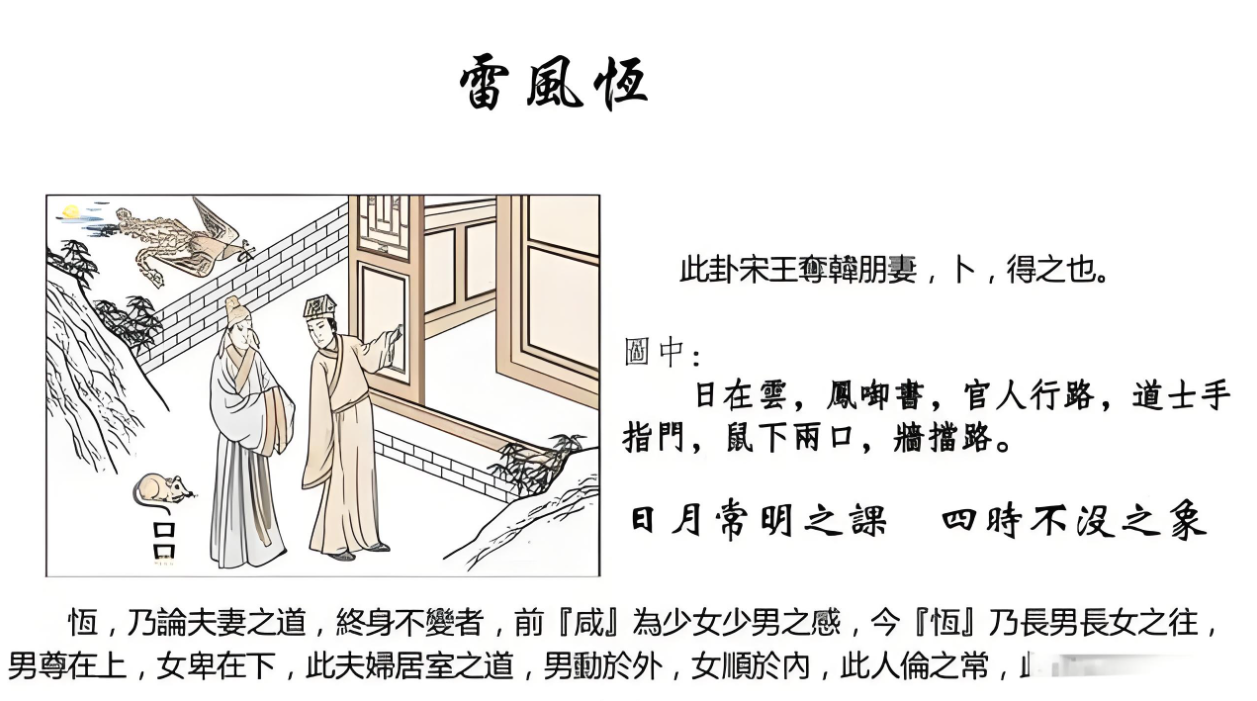 雷風恆
此卦宋王奪韓朋妻，卜，得之也。
圖中：
日在雲，鳳啣書，官人行路，道士手
指門，鼠下兩口，牆擋路。
口
口
日月常明之課　四時不沒之象
恆，乃論夫妻之道，終身不變者，前『咸』為少女少男之感，今『恆』乃長男長女之往，
男尊在上，女卑在下，此夫婦居室之道，男動於外，女順於內，此人倫之常，